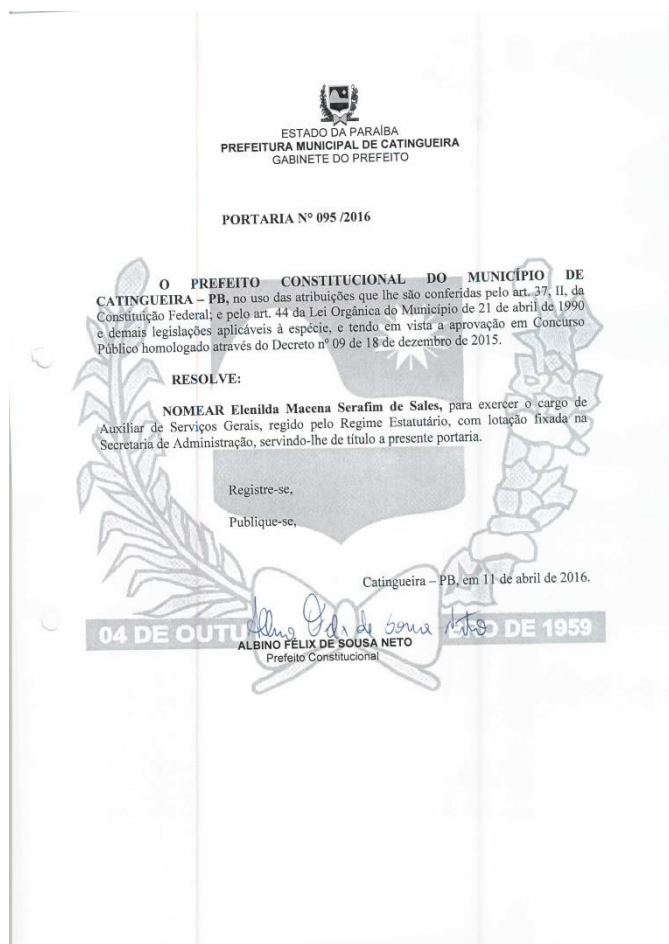 ESTADO DA PARAÍBA
PREFEITURA MUNICIPAL DE CATINGUEIRA
GABINETE DO PREFEITO
PORTARIA Nº 095 /2016
O PREFEITO CONSTITUCIONAL DO MUNICÍPIO DE
CATINGUEIRA – PB, no uso das atribuições que lhe são conferidas pelo art. 37, II, da
Constituição Federal; e pelo art. 44 da Lei Orgânica do Município de 21 de abril de 1990
e demais legislações aplicáveis à espécie, e tendo em vista a aprovação em Concurso
Público homologado através do Decreto nº 09 de 18 de dezembro de 2015.
RESOLVE:
NOMEAR Elenilda Macena Serafim de Sales, para exercer o cargo de
Auxiliar de Serviços Gerais, regido pelo Regime Estatutário, com lotação fixada na
Secretaria de Administração, servindo-lhe de título a presente portaria.
Registre-se,
Publique-se,
Catingueira – PB, em 11 de abril de 2016.
Albino Félix de Sousa Neto
04 DE OUTU O DE 1959
ALBINO FÉLIX DE SOUSA NETO
Prefeito Constitucional